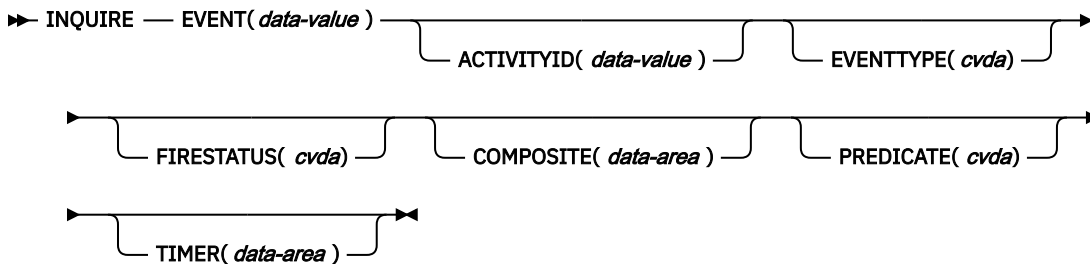 INQUIRE — EVENT( data-value )
ACTIVITYID( data-value )
EVENTTYPE( cvda)
FIRESTATUS( cvda)
COMPOSITE( data-area )
PREDICATE( cvda)
TIMER( data-area )